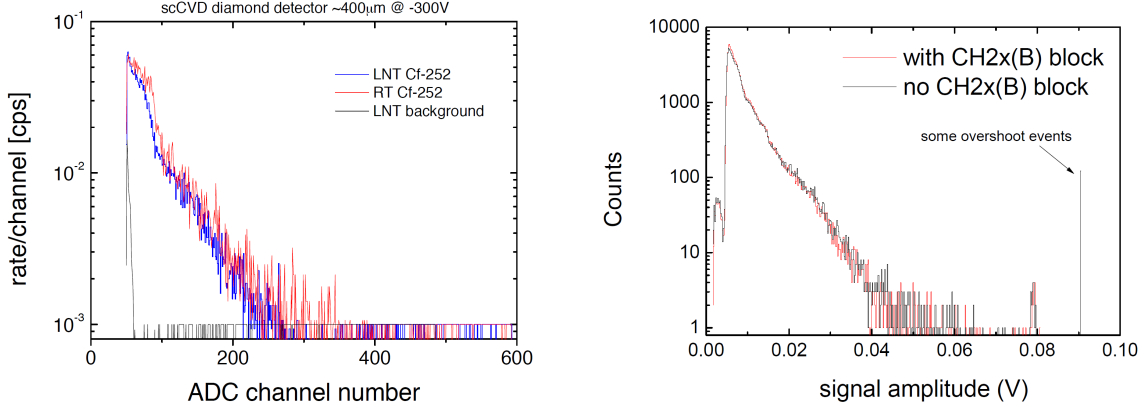 scCVD diamond detector ~400μm @ -300V
10⁻¹
10⁻²
10⁻³
rate/channel [cps]
LNT Cf-252
RT Cf-252
LNT background
0 200 400 600
ADC channel number
10000
1000
100
10
1
Counts
with CH2x(B) block
no CH2x(B) block
some overshoot events
0.00 0.02 0.04 0.06 0.08 0.10
signal amplitude (V)